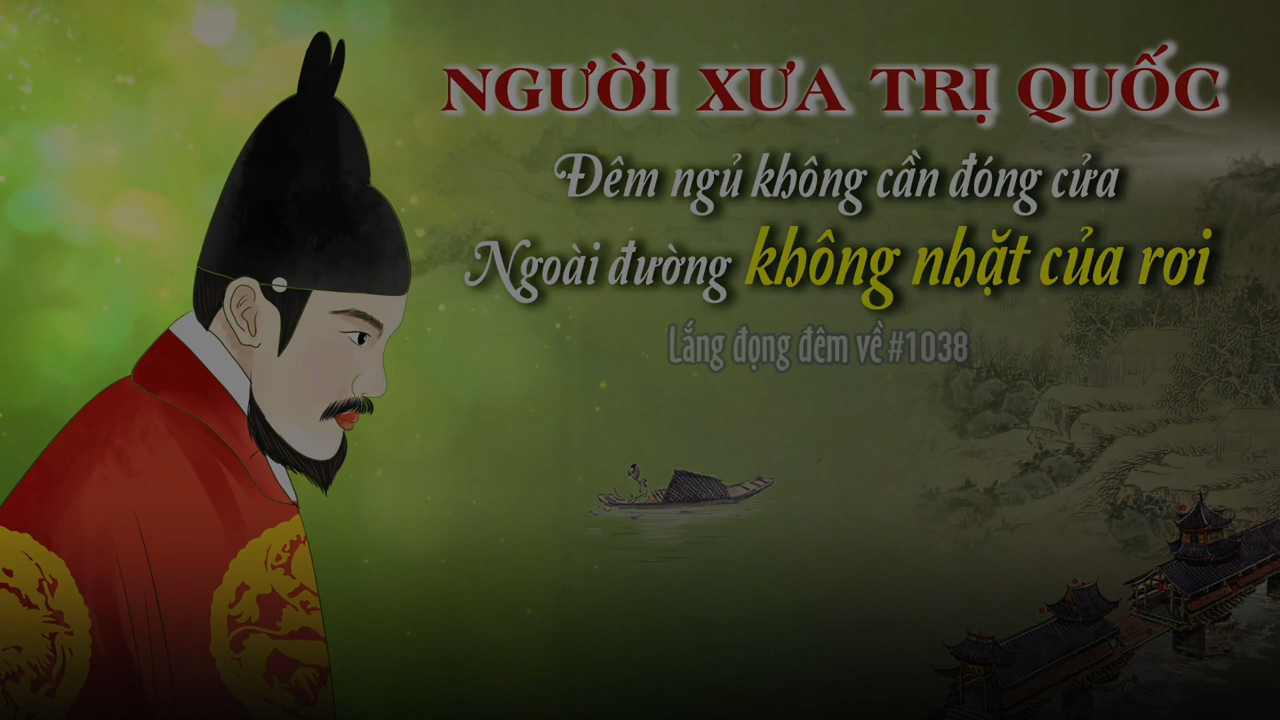 NGƯỜI XƯA TRỊ QUỐC
Đêm ngủ không cần đóng cửa
Ngoài đường không nhặt của rơi
Lắng đọng đêm về #1038